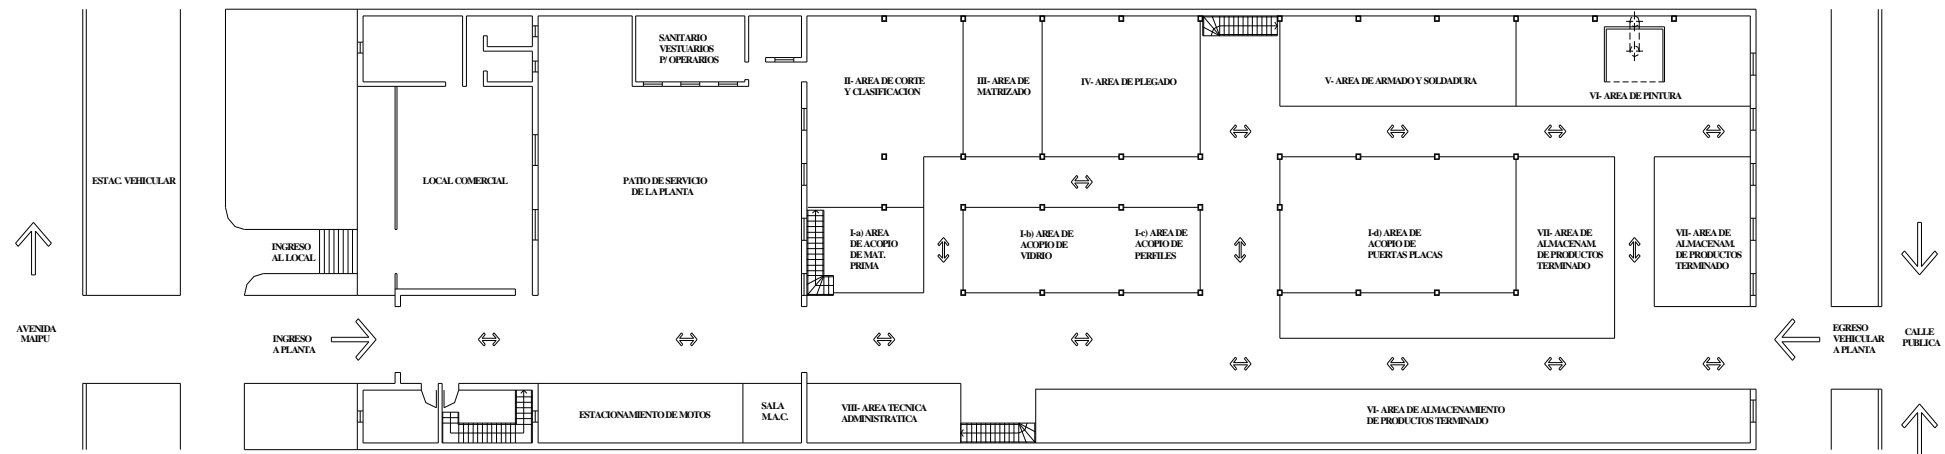 SANITARIO
VESTUARIOS
P/ OPERARIOS
II- AREA DE CORTE
Y CLASIFICACION
III- AREA DE
MATRIZADO
IV- AREA DE PLEGADO
V- AREA DE ARMADO Y SOLDADURA
VI- AREA DE PINTURA
ESTAC. VEHICULAR
LOCAL COMERCIAL
PATIO DE SERVICIO
DE LA PLANTA
INGRESO
AL LOCAL
I-a) AREA
DE ACOPIO
DE MAT.
PRIMA
I-b) AREA DE
ACOPIO DE
VIDRIO
I-c) AREA DE
ACOPIO DE
PERFILES
I-d) AREA DE
ACOPIO DE
PUERTAS PLACAS
VII- AREA DE
ALMACENAM.
DE PRODUCTOS
TERMINADO
VII- AREA DE
ALMACENAM.
DE PRODUCTOS
TERMINADO
AVENIDA
MAIPU
INGRESO
A PLANTA
EGRESO
VEHICULAR
A PLANTA
CALLE
PUBLICA
ESTACIONAMIENTO DE MOTOS
SALA
M.A.C.
VIII- AREA TECNICA
ADMINISTRATICA
VI- AREA DE ALMACENAMIENTO
DE PRODUCTOS TERMINADO